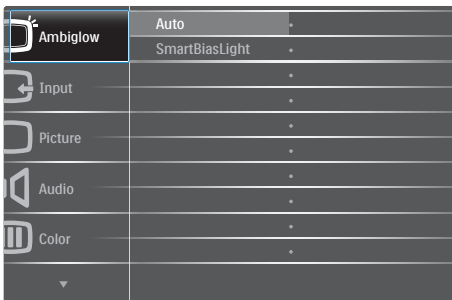 Ambiglow
Auto
SmartBiasLight
Input
Picture
Audio
Color